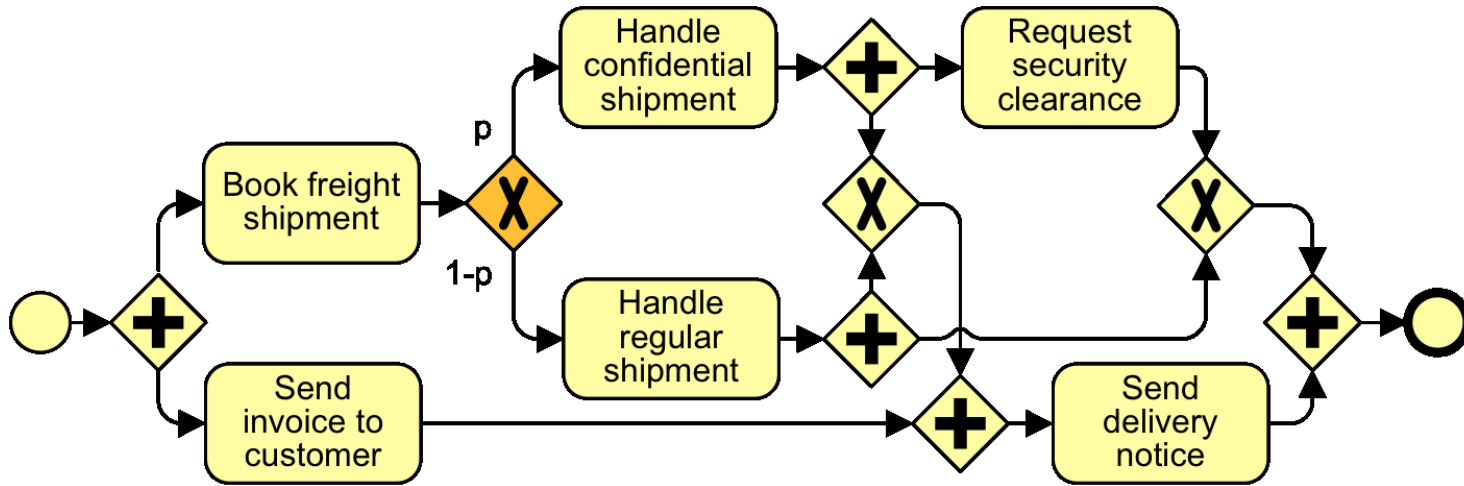 Handle
confidential
shipment
Request
security
clearance
p
Book freight
shipment
1-p
Handle
regular
shipment
Send
invoice to
customer
Send
delivery
notice